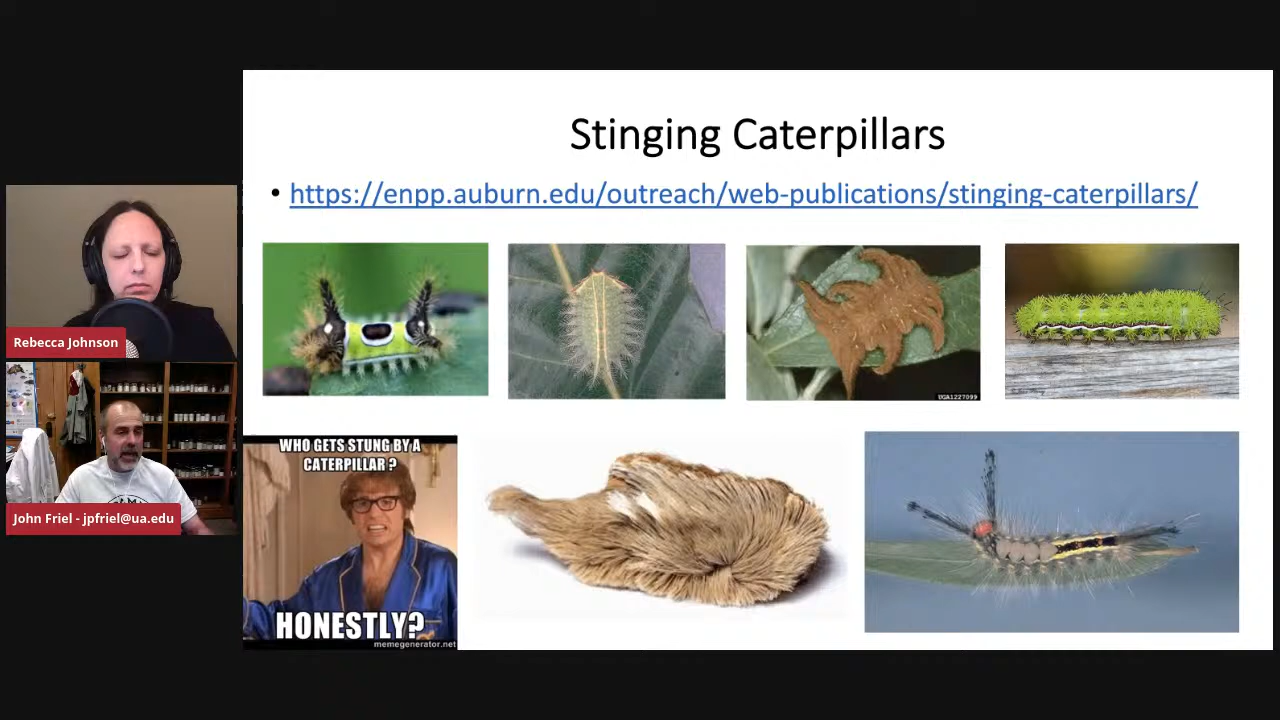 Stinging Caterpillars
• https://enpp.auburn.edu/outreach/web-publications/stinging-caterpillars/
Rebecca Johnson
John Friel - jpfriel@ua.edu
UGA1227099
WHO GETS STUNG BY A
CATERPILLAR ?
HONESTLY?
memegenerator.net